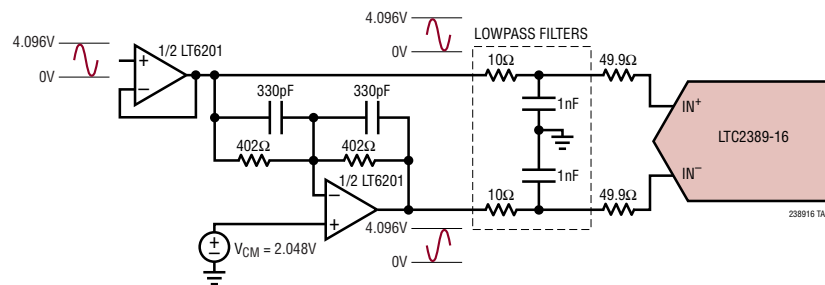 4.096V
0V
1/2 LT6201
4.096V
0V
LOWPASS FILTERS
10Ω
49.9Ω
330pF
330pF
1nF
IN+
LTC2389-16
402Ω
402Ω
1/2 LT6201
IN−
1nF
10Ω
49.9Ω
238916 TA
VCM = 2.048V
4.096V
0V